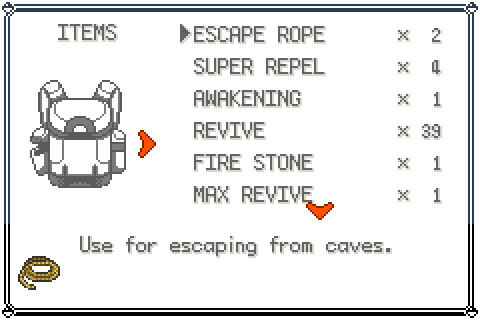 ITEMS
ESCAPE ROPE × 2
SUPER REPEL × 4
AWAKENING × 1
REVIVE × 39
FIRE STONE × 1
MAX REVIVE × 1
Use for escaping from caves.